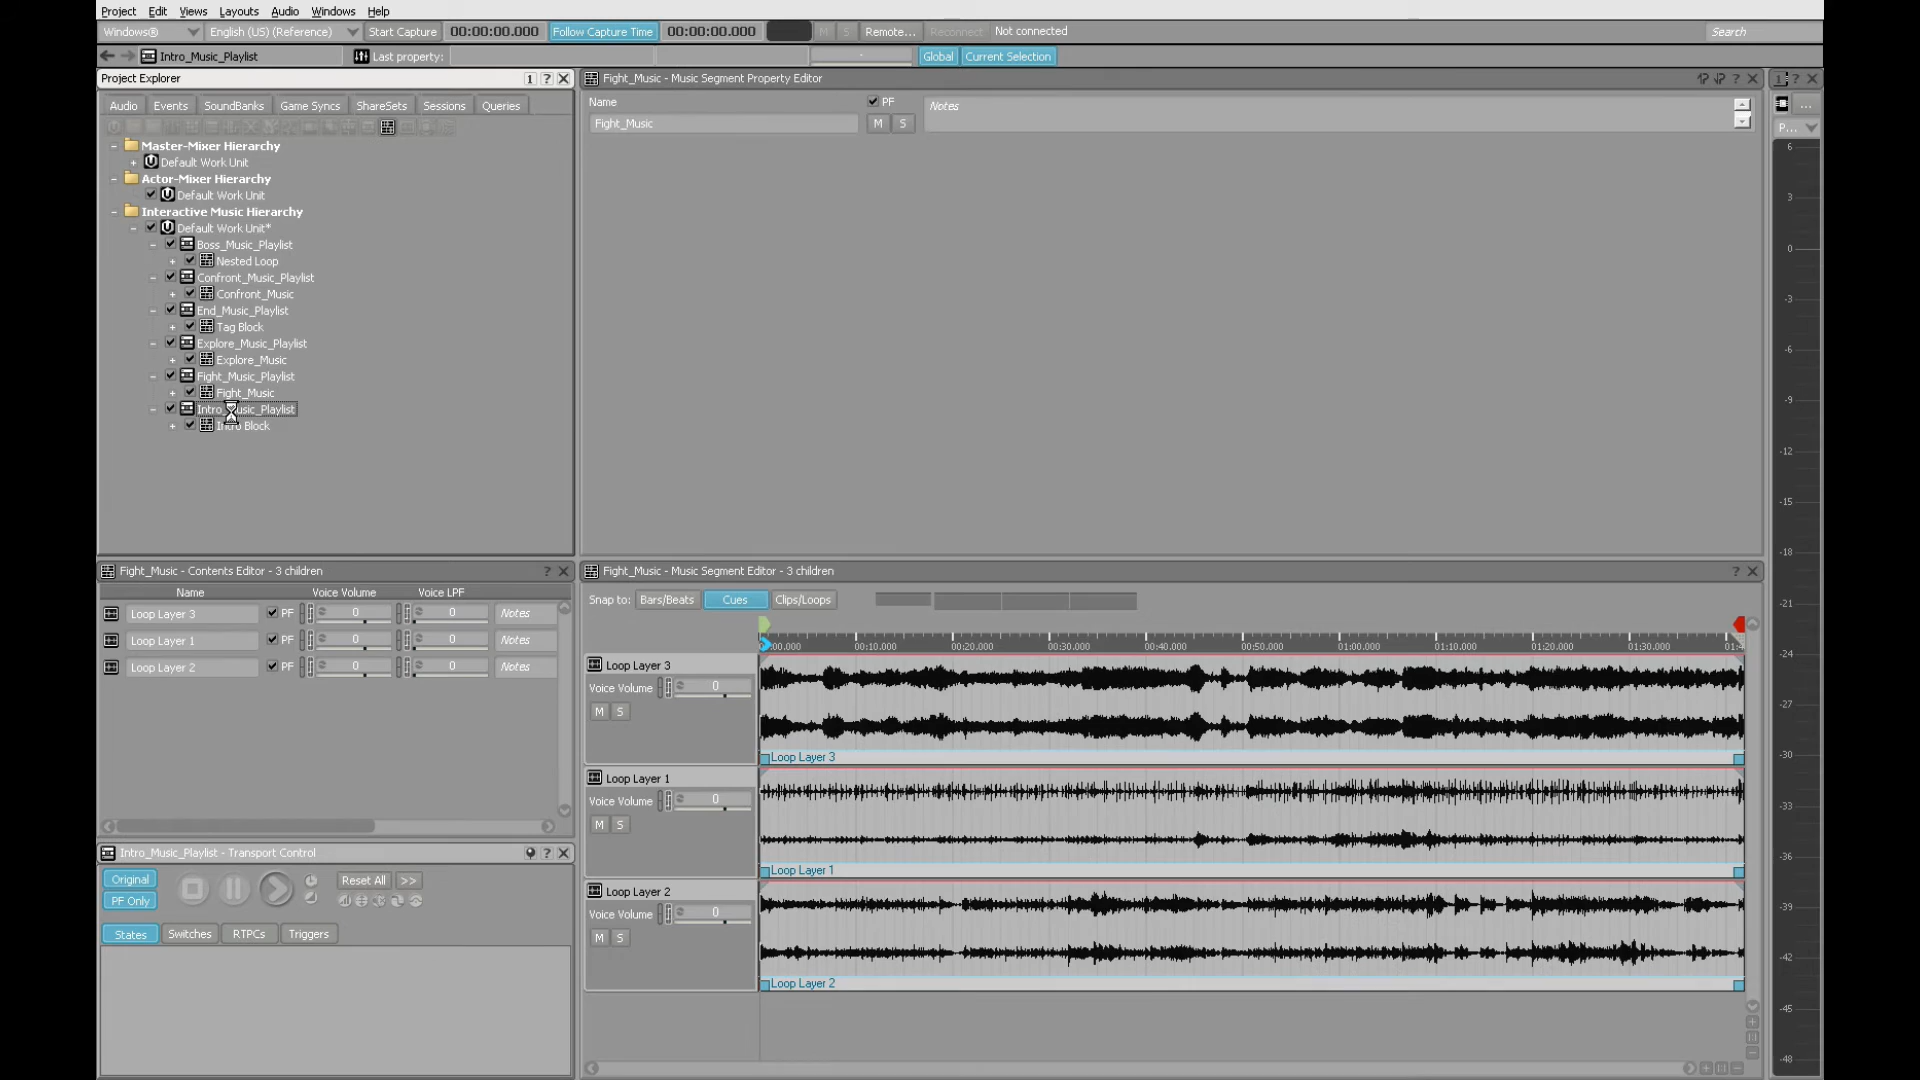 Project Edit Views Layouts Audio Windows Help
Windows® English (US) (Reference) Start Capture 00:00:00.000 Follow Capture Time 00:00:00.000 M S Remote... Reconnect Not connected Search
Intro_Music_Playlist Last property: - Global Current Selection
Project Explorer 1 ?
Audio Events SoundBanks Game Syncs ShareSets Sessions Queries
Master-Mixer Hierarchy
Default Work Unit
Actor-Mixer Hierarchy
Default Work Unit
Interactive Music Hierarchy
Default Work Unit*
Boss_Music_Playlist
Nested Loop
Confront_Music_Playlist
Confront_Music
End_Music_Playlist
Tag Block
Explore_Music_Playlist
Explore_Music
Fight_Music_Playlist
Fight_Music
Intro_Music_Playlist
Intro Block
Fight_Music - Music Segment Property Editor ?
Name PF Notes
Fight_Music M S
Fight_Music - Contents Editor - 3 children ?
Name Voice Volume Voice LPF
Loop Layer 3 PF 0 0 Notes
Loop Layer 1 PF 0 0 Notes
Loop Layer 2 PF 0 0 Notes
Intro_Music_Playlist - Transport Control ?
Original Reset All >>
PF Only
States Switches RTPCs Triggers
Fight_Music - Music Segment Editor - 3 children ?
Snap to: Bars/Beats Cues Clips/Loops
:00.000 00:10.000 00:20.000 00:30.000 00:40.000 00:50.000 01:00.000 01:10.000 01:20.000 01:30.000 01:4
Loop Layer 3
Voice Volume 0
M S
Loop Layer 3
Loop Layer 1
Voice Volume 0
M S
Loop Layer 1
Loop Layer 2
Voice Volume 0
M S
Loop Layer 2
1 ?
...
P...
6
3
0
-3
-6
-9
-12
-15
-18
-21
-24
-27
-30
-33
-36
-39
-42
-45
-48